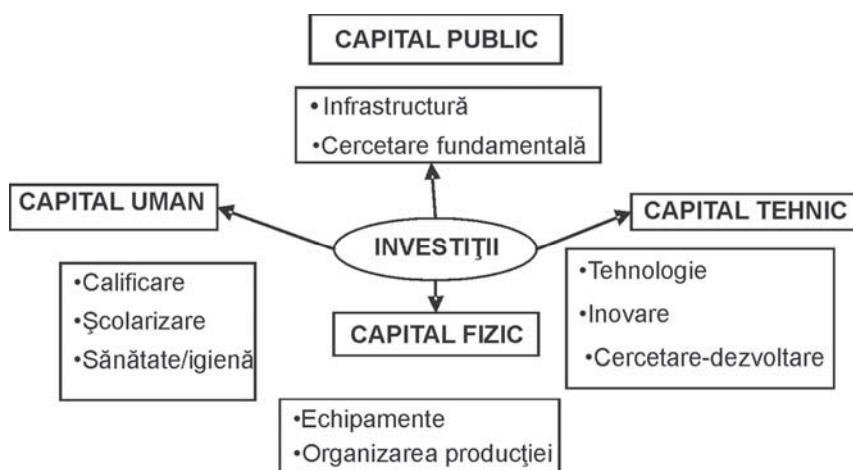 CAPITAL PUBLIC
• Infrastructură
•Cercetare fundamentală
CAPITAL UMAN
CAPITAL TEHNIC
INVESTIŢII
•Calificare
•Şcolarizare
•Sănătate/igienă
•Tehnologie
•Inovare
•Cercetare-dezvoltare
CAPITAL FIZIC
•Echipamente
•Organizarea producţiei